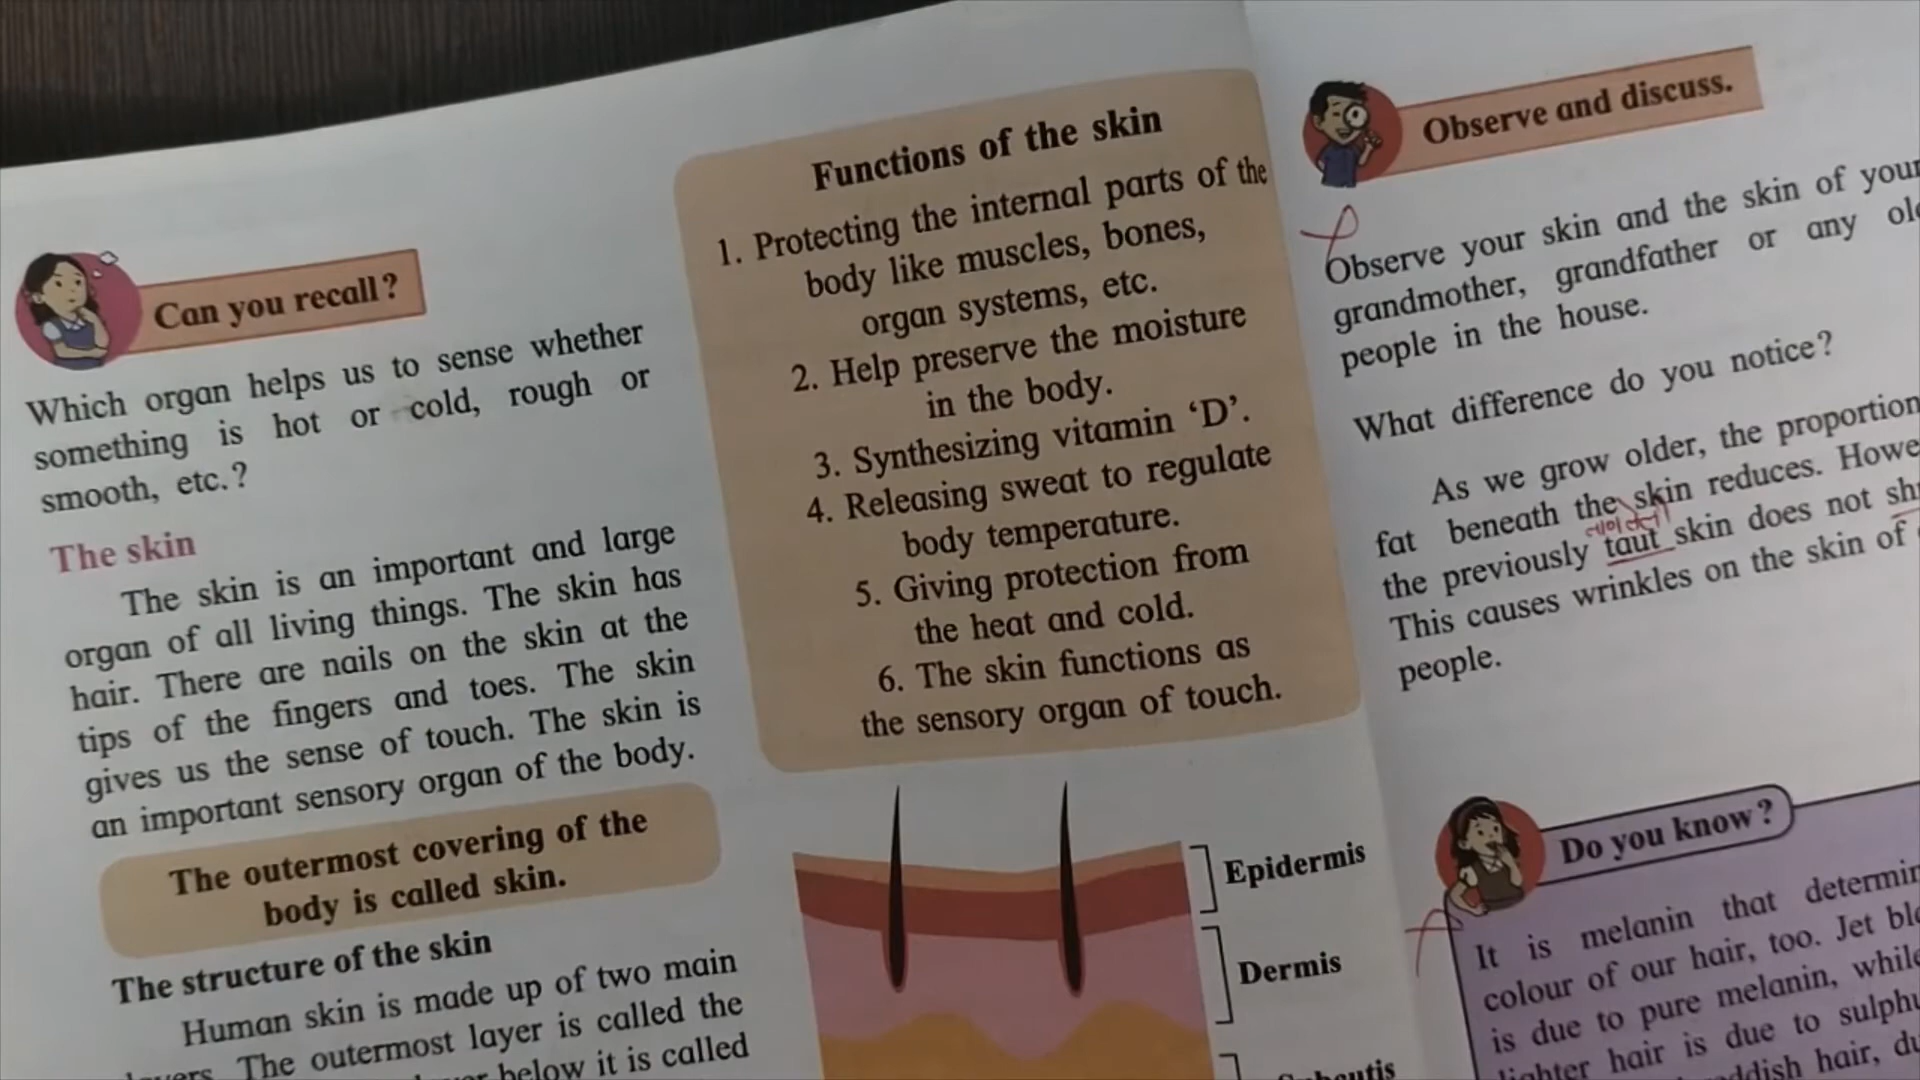 Can you recall?
Which organ helps us to sense whether
something is hot or cold, rough or
smooth, etc.?
The skin
The skin is an important and large
organ of all living things. The skin has
hair. There are nails on the skin at the
tips of the fingers and toes. The skin
gives us the sense of touch. The skin is
an important sensory organ of the body.
The outermost covering of the
body is called skin.
The structure of the skin
Human skin is made up of two main
The outermost layer is called the
below it is called
Functions of the skin
1. Protecting the internal parts of the
body like muscles, bones,
organ systems, etc.
2. Help preserve the moisture
in the body.
3. Synthesizing vitamin ‘D’.
4. Releasing sweat to regulate
body temperature.
5. Giving protection from
the heat and cold.
6. The skin functions as
the sensory organ of touch.
Epidermis
Dermis
Observe and discuss.
Observe your skin and the skin of your
grandmother, grandfather or any
people in the house.
What difference do you notice?
As we grow older, the proportion
fat beneath the skin reduces.
the previously taut skin does not
This causes wrinkles on the skin of
people.
Do you know?
It is melanin that
colour of our hair, too. Jet
is due to pure melanin, while
lighter hair is due to
hair,